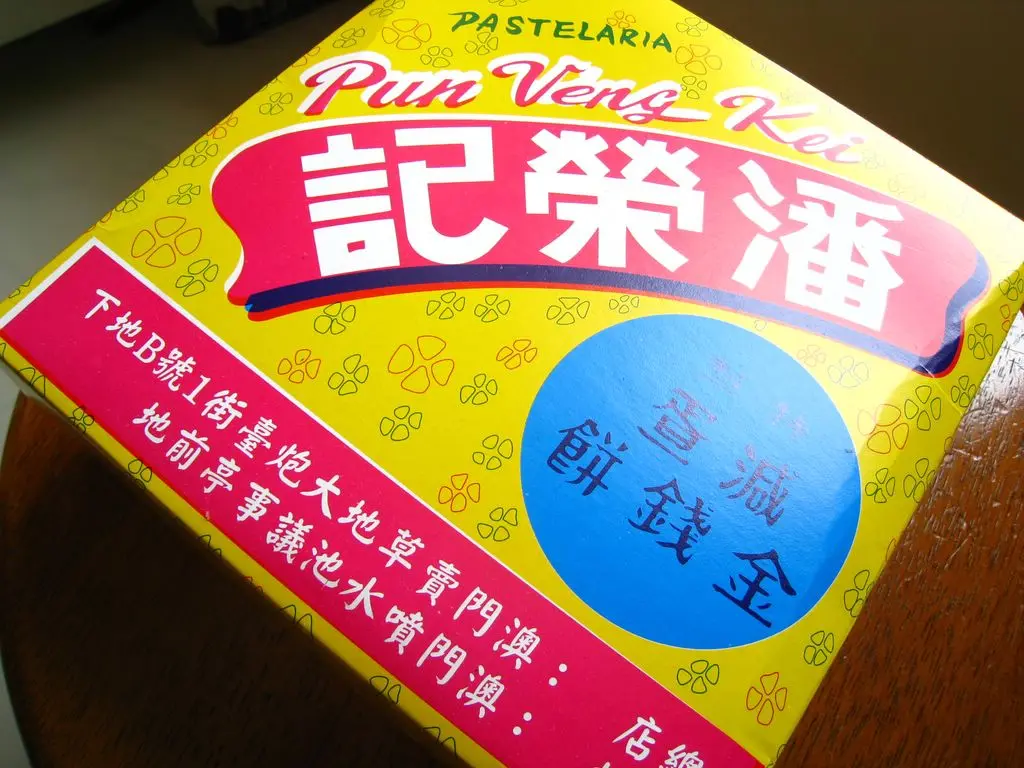 PASTELARIA
Pun Veng Kei
潘榮記
減蛋
金錢餅
總店：澳門賣草地大炮臺街1號B地下
：澳門噴水池議事亭前地